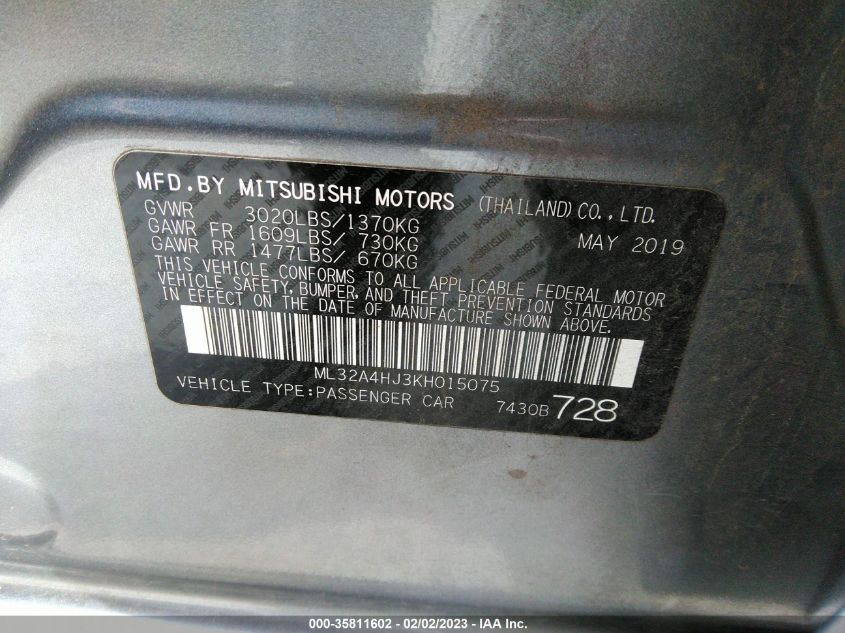 MFD.BY MITSUBISHI MOTORS (THAILAND)CO.,LTD.
GVWR 3020LBS/1370KG
GAWR FR 1609LBS/ 730KG MAY 2019
GAWR RR 1477LBS/ 670KG
THIS VEHICLE CONFORMS TO ALL APPLICABLE FEDERAL MOTOR
VEHICLE SAFETY, BUMPER, AND THEFT PREVENTION STANDARDS
IN EFFECT ON THE DATE OF MANUFACTURE SHOWN ABOVE.
ML32A4HJ3KH015075
VEHICLE TYPE:PASSENGER CAR 7430B 728
000-35811602 - 02/02/2023 - IAA Inc.